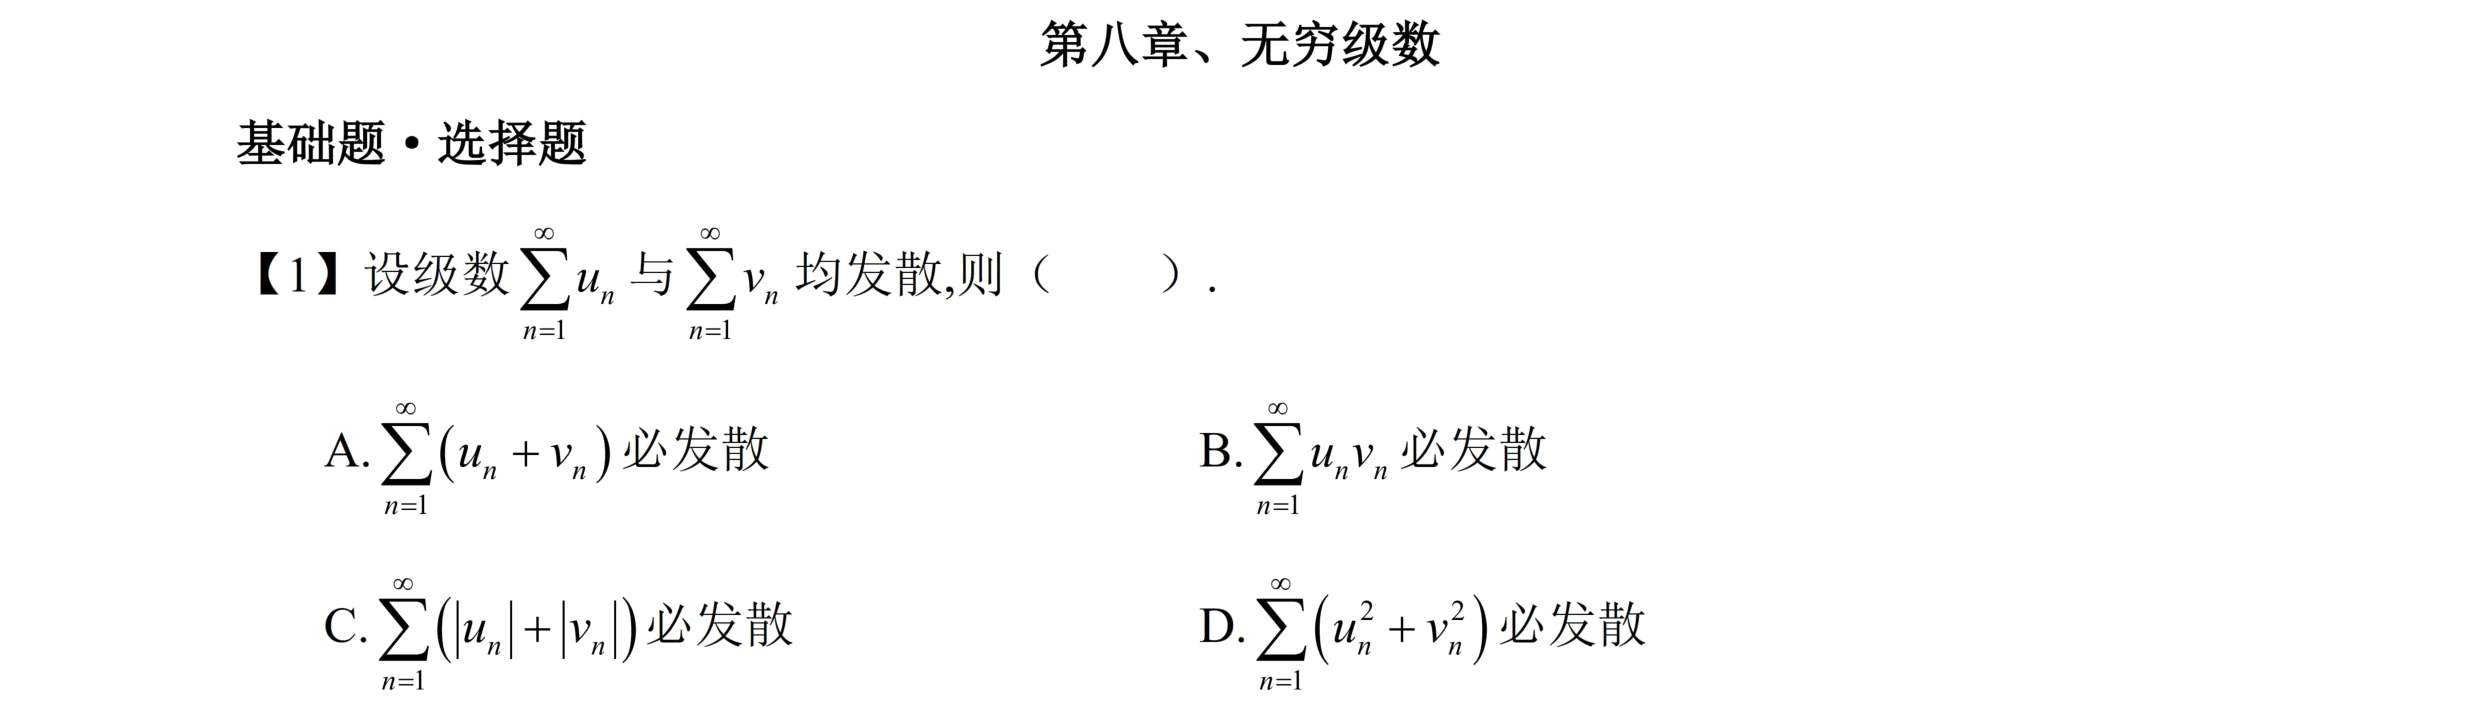 第八章、无穷级数
基础题·选择题
【1】设级数$\sum_{n=1}^{\infty} u_n$与$\sum_{n=1}^{\infty} v_n$均发散,则（　　）.
A.$\sum_{n=1}^{\infty}(u_n+v_n)$必发散　B.$\sum_{n=1}^{\infty} u_n v_n$必发散
C.$\sum_{n=1}^{\infty}(|u_n|+|v_n|)$必发散　D.$\sum_{n=1}^{\infty}(u_n^2+v_n^2)$必发散